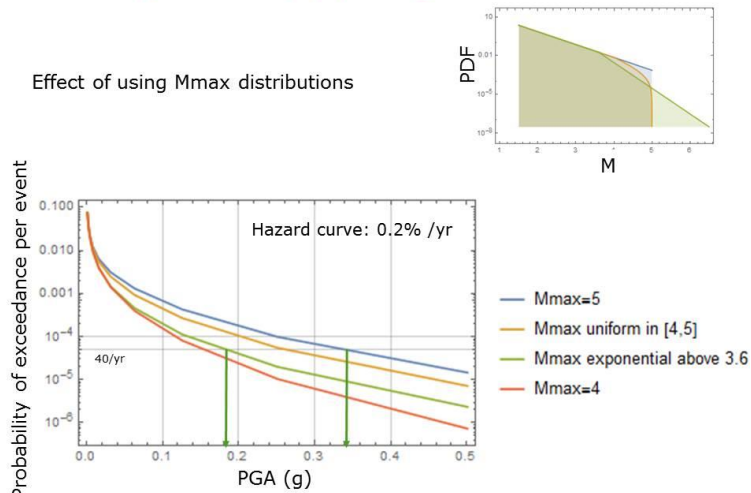 Effect of using Mmax distributions
PDF
10
0.01
10⁻⁵
10⁻⁸
1 2 3 4 5 6
M
Probability of exceedance per event
0.100
0.010
0.001
10⁻⁴
10⁻⁵
10⁻⁶
Hazard curve: 0.2% /yr
40/yr
0.0 0.1 0.2 0.3 0.4 0.5
PGA (g)
Mmax=5
Mmax uniform in [4,5]
Mmax exponential above 3.6
Mmax=4